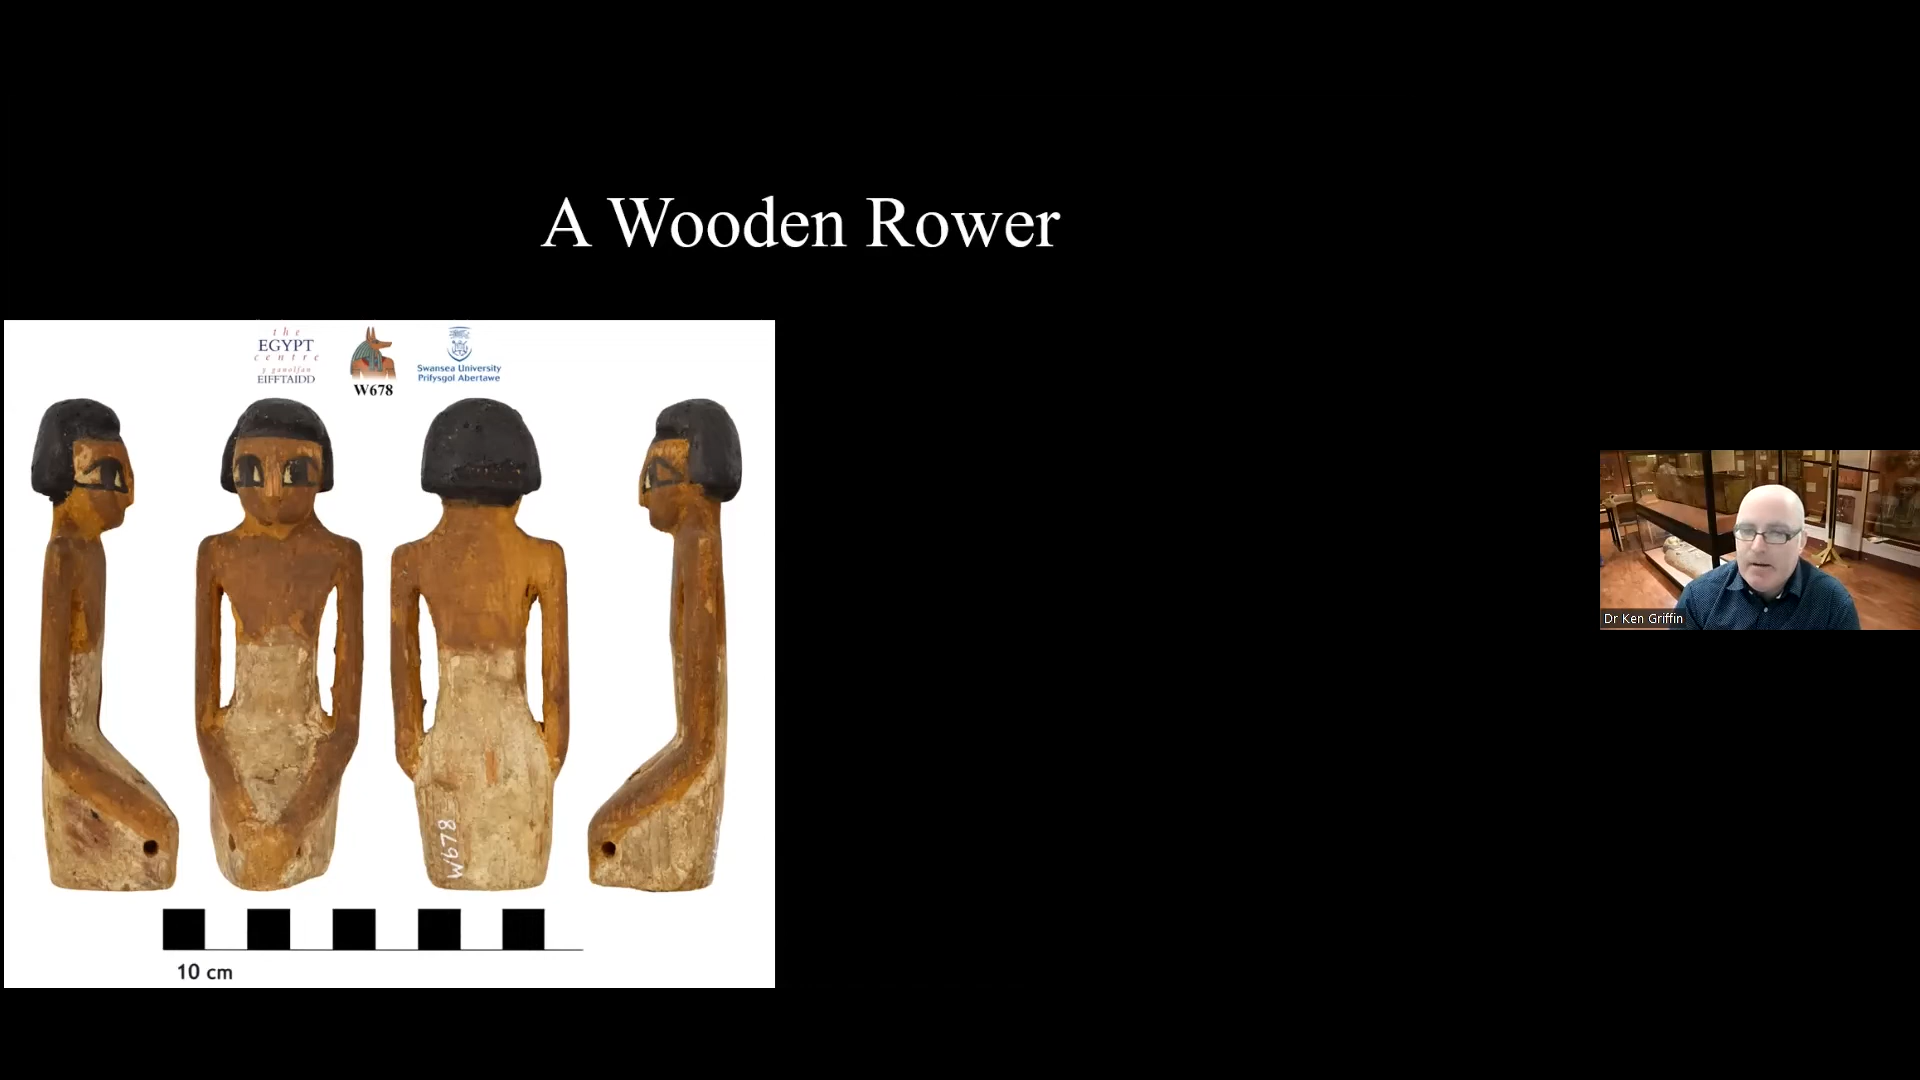 A Wooden Rower
the
EGYPT
centre
y ganolfan
EIFFTAIDD
W678
Swansea University
Prifysgol Abertawe
W678
10 cm
Dr Ken Griffin